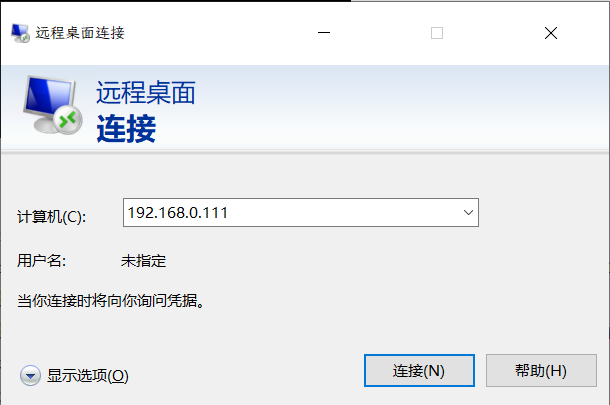 远程桌面连接
远程桌面
连接
计算机(C): 192.168.0.111
用户名: 未指定
当你连接时将向你询问凭据。
显示选项(O) 连接(N) 帮助(H)